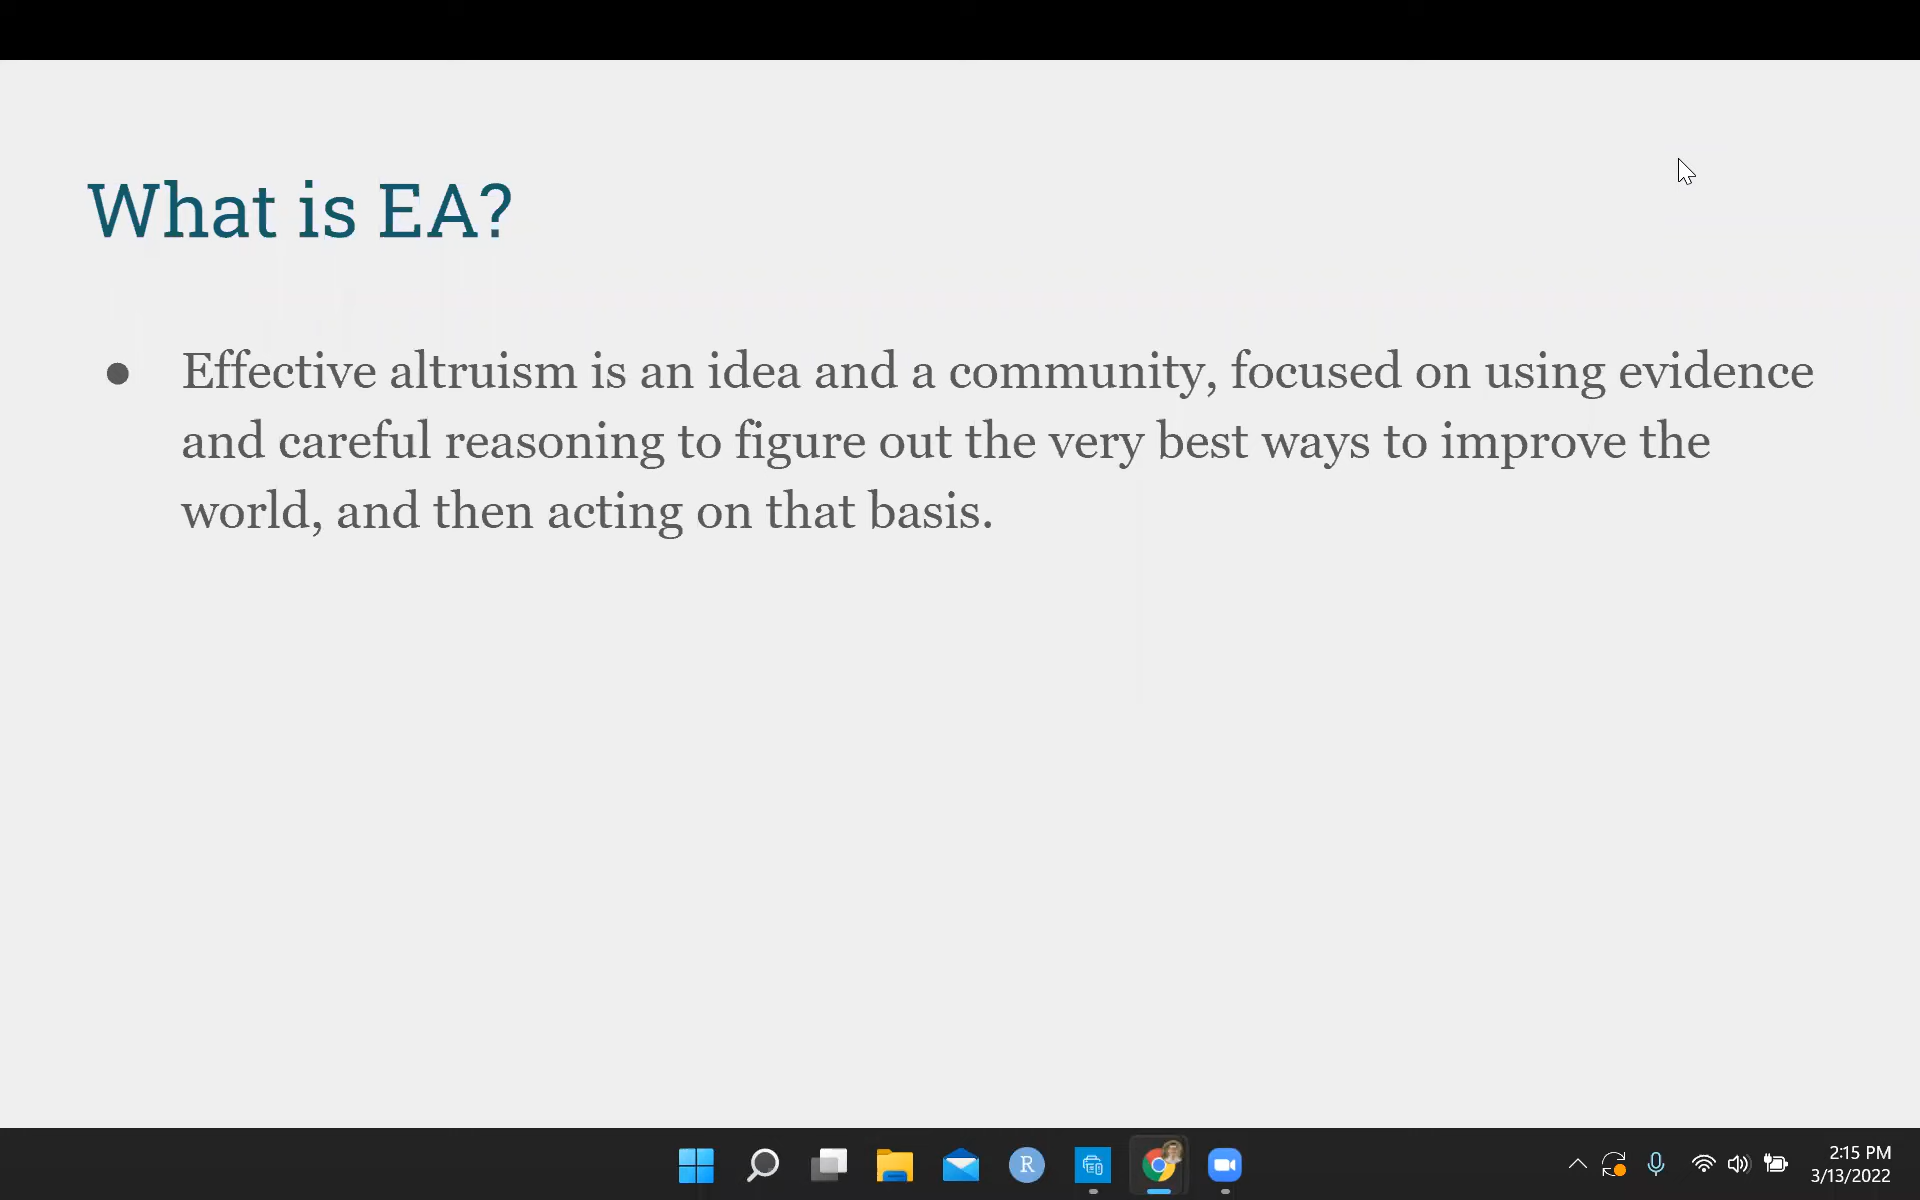 What is EA?
● Effective altruism is an idea and a community, focused on using evidence
and careful reasoning to figure out the very best ways to improve the
world, and then acting on that basis.
R
2:15 PM
3/13/2022